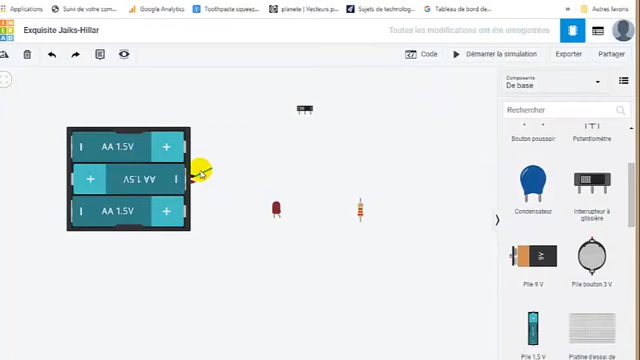 Applications
Suivi de votre com...
Google Analytics
Toothpaste squeez...
planete | Vecteurs p...
Sujets de technolog...
Tableau de bord de...
»
Autres favoris
Exquisite Jaiks-Hillar
Toutes les modifications ont été enregistrées
Code
Démarrer la simulation
Exporter
Partager
Composants
De base
Rechercher
Bouton poussoir
Potentiomètre
Condensateur
Interrupteur à glissière
9V
Pile 9 V
Pile bouton 3 V
Pile 1,5 V
Platine d'essai de
AA 1.5V +
+ AA 1.5V
AA 1.5V +